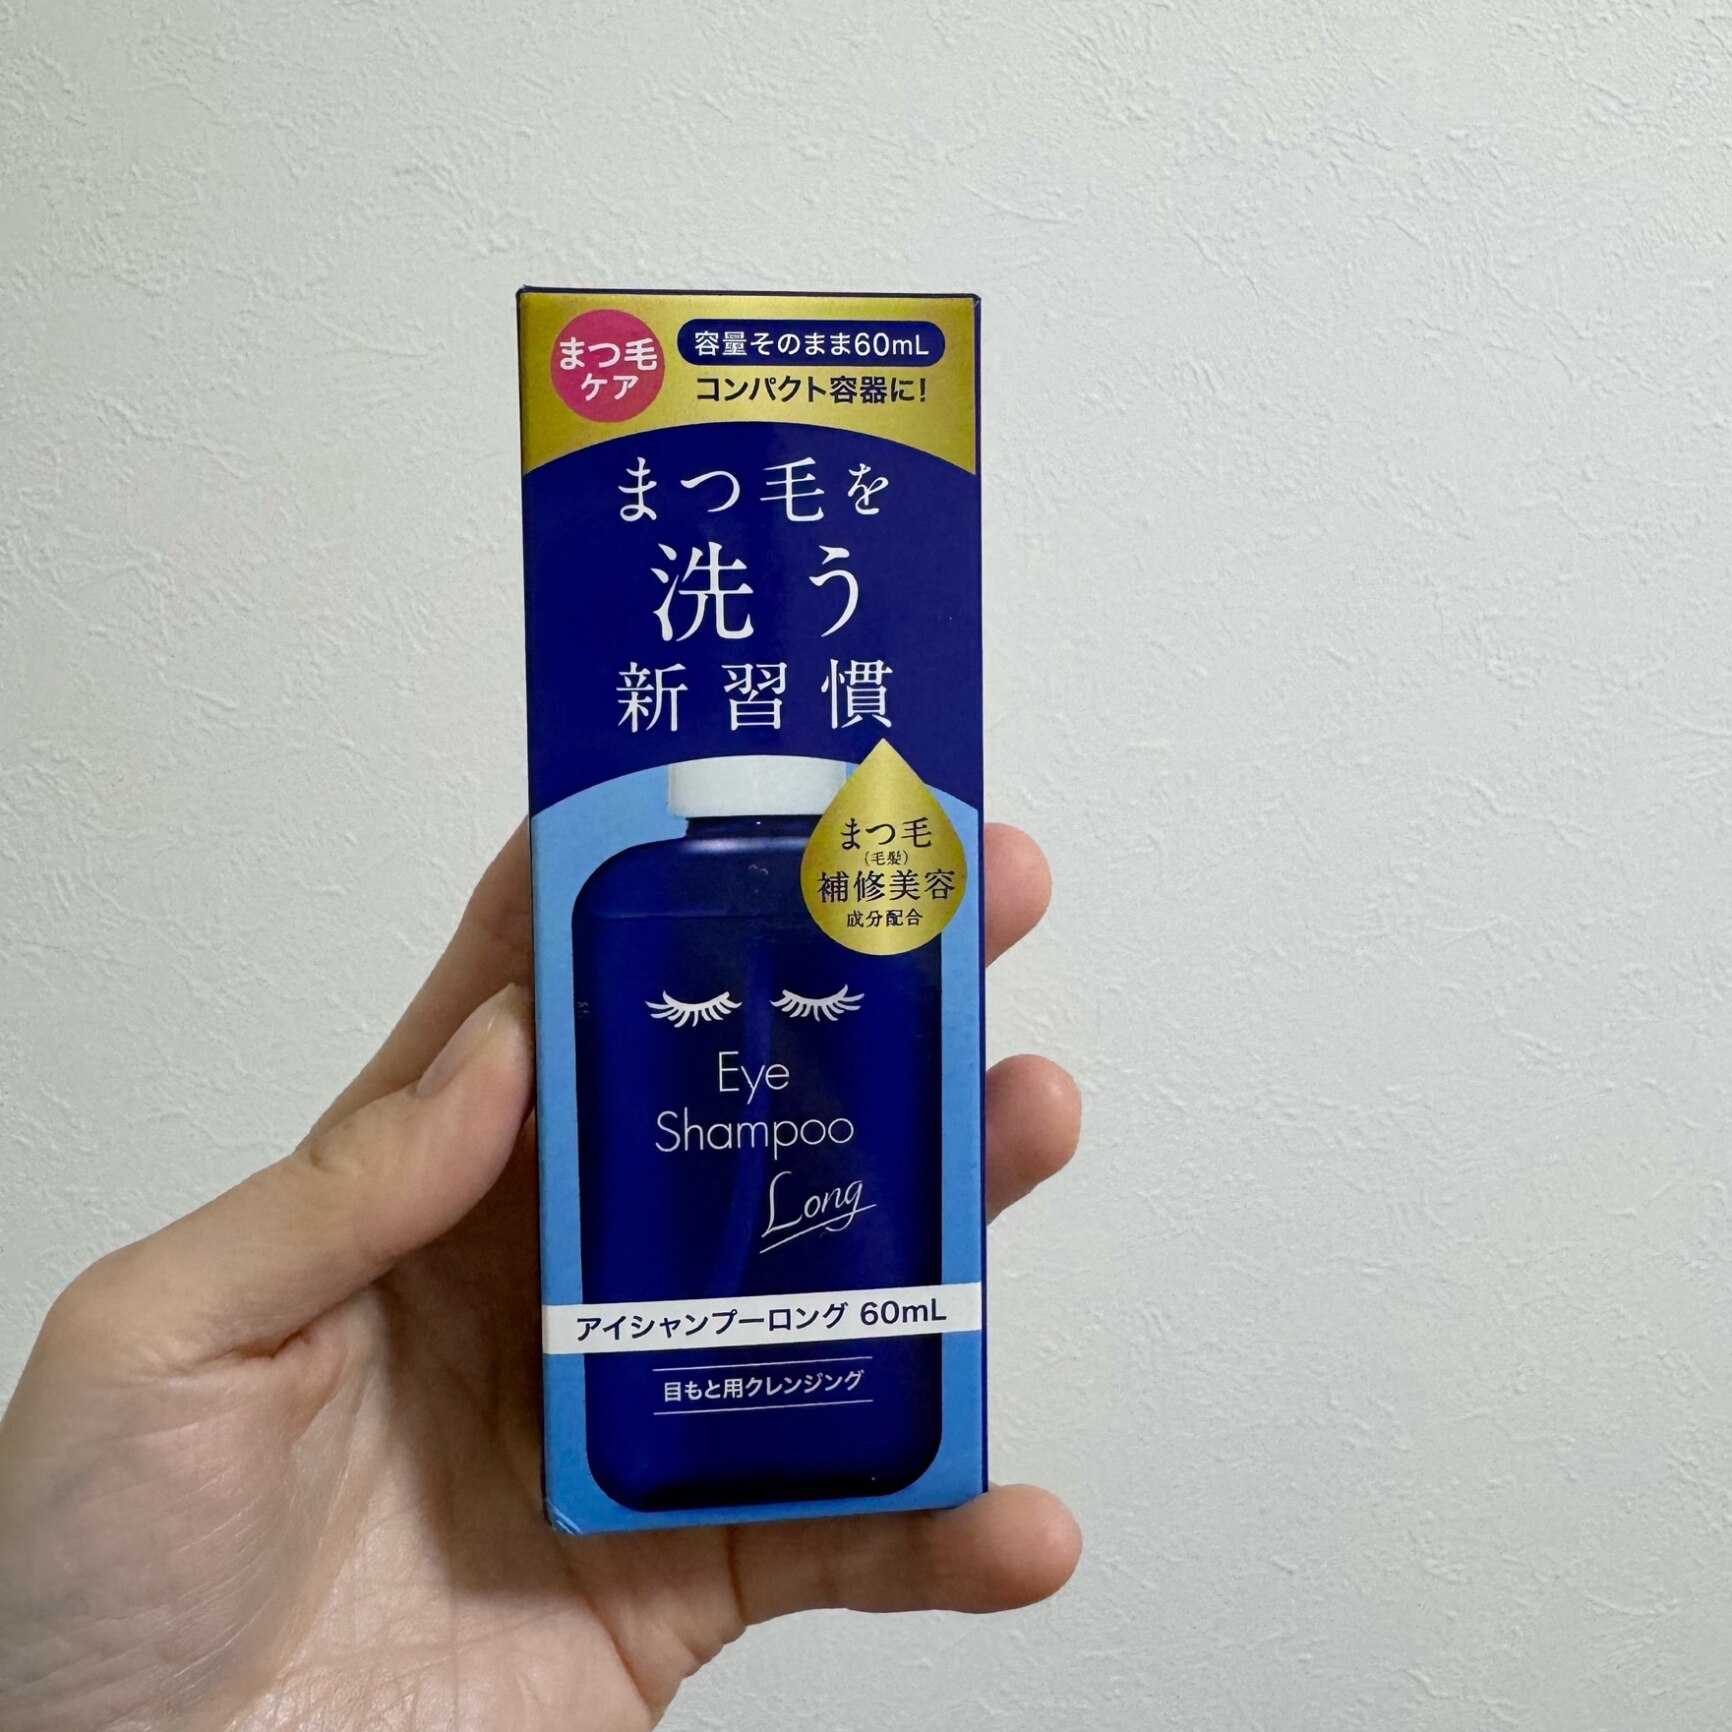 まつ毛
ケア
容量そのまま60mL
コンパクト容器に!
まつ毛を
洗う
新習慣
まつ毛
(毛髪)
補修美容
成分配合
Eye
Shampoo
Long
アイシャンプーロング 60mL
目もと用クレンジング